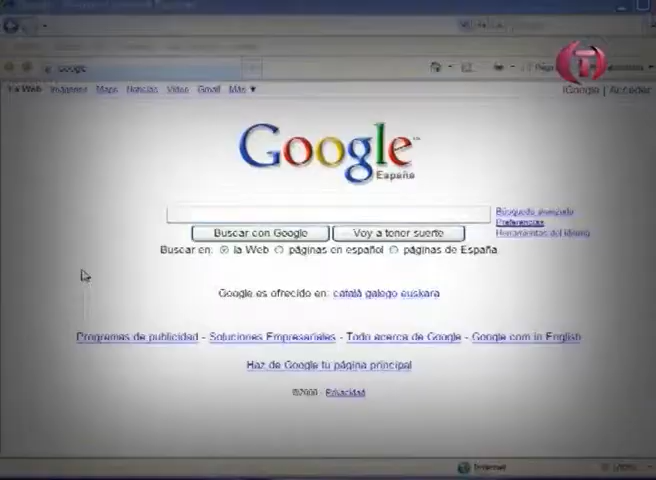 Google
La Web Imágenes Maps Noticias Vídeo Gmail Más ▼
iGoogle | Acceder
Google
España
Búsqueda avanzada
Preferencias
Herramientas del idioma
Buscar con Google Voy a tener suerte
Buscar en: la Web páginas en español páginas de España
Google es ofrecido en: català galego euskara
Programas de publicidad - Soluciones Empresariales - Todo acerca de Google - Google.com in English
Haz de Google tu página principal
Privacidad
Internet